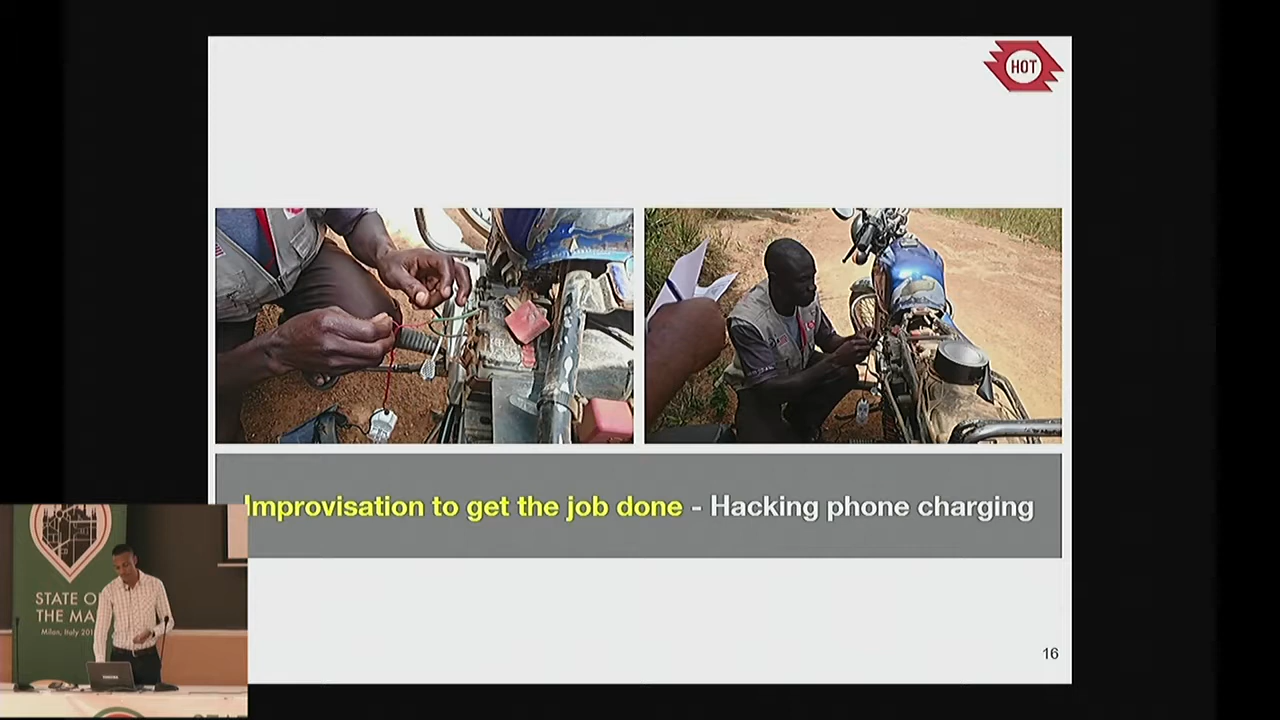 HOT
Improvisation to get the job done - Hacking phone charging
STATE O
THE MA
Milan, Italy 201
16